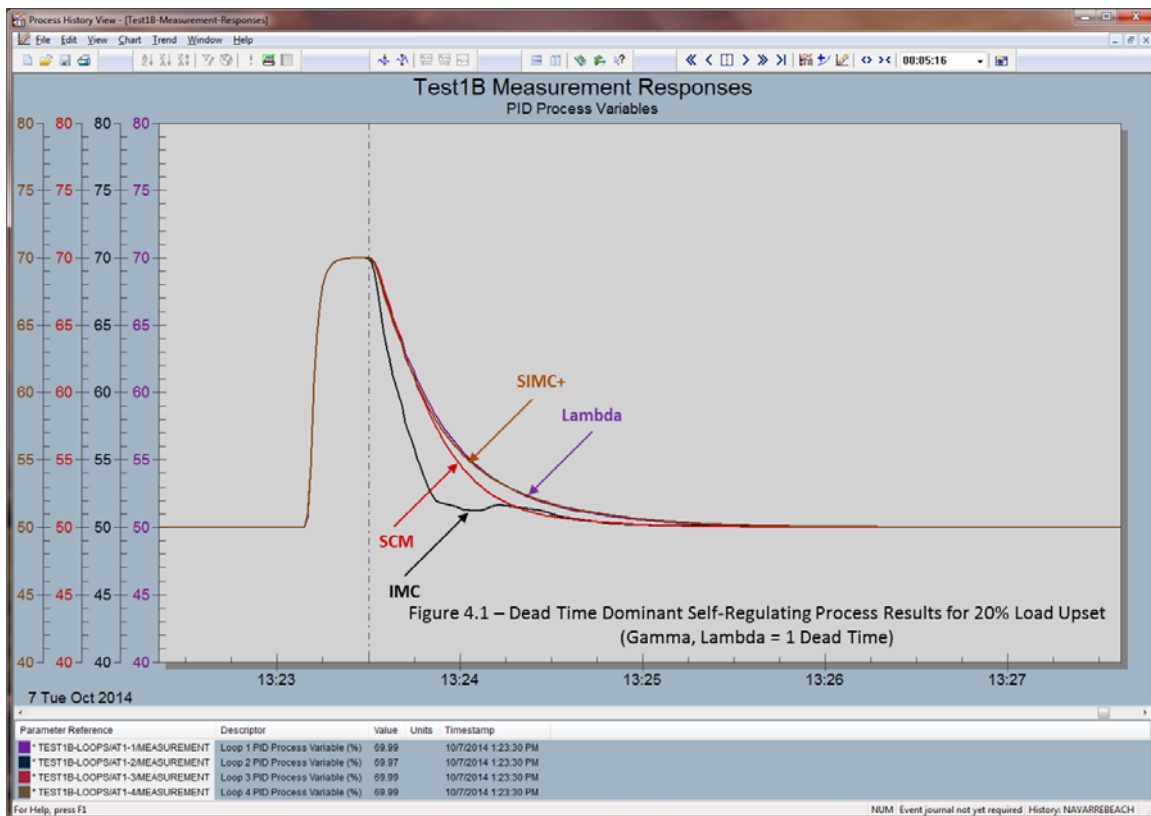 Process History View - [Test1B-Measurement-Responses]
File Edit View Chart Trend Window Help
00:05:16
Test1B Measurement Responses
PID Process Variables
80 80 80 80
75 75 75 75
70 70 70 70
65 65 65 65
60 60 60 60
55 55 55 55
50 50 50 50
45 45 45 45
40 40 40 40
SIMC+
Lambda
SCM
IMC
Figure 4.1 – Dead Time Dominant Self-Regulating Process Results for 20% Load Upset
(Gamma, Lambda = 1 Dead Time)
13:23 13:24 13:25 13:26 13:27
7 Tue Oct 2014
Parameter Reference Descriptor Value Units Timestamp
* TEST1B-LOOPS/AT1-1/MEASUREMENT Loop 1 PID Process Variable (%) 69.99 10/7/2014 1:23:30 PM
* TEST1B-LOOPS/AT1-2/MEASUREMENT Loop 2 PID Process Variable (%) 69.97 10/7/2014 1:23:30 PM
* TEST1B-LOOPS/AT1-3/MEASUREMENT Loop 3 PID Process Variable (%) 69.99 10/7/2014 1:23:30 PM
* TEST1B-LOOPS/AT1-4/MEASUREMENT Loop 4 PID Process Variable (%) 69.99 10/7/2014 1:23:30 PM
For Help, press F1 NUM Event journal not yet required History: NAVARREBEACH